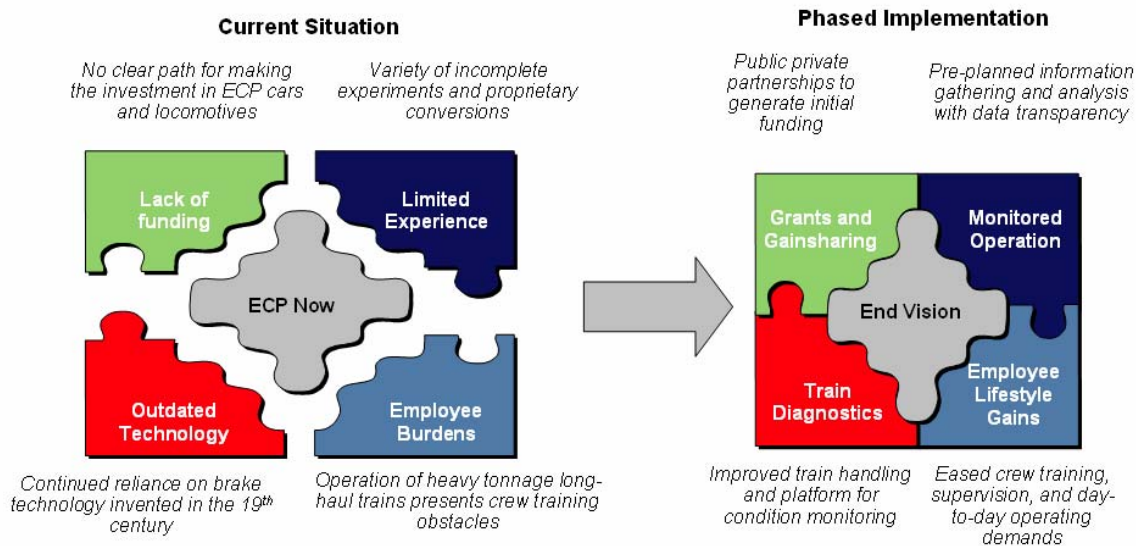 Current Situation
No clear path for making
the investment in ECP cars
and locomotives
Variety of incomplete
experiments and proprietary
conversions
Lack of
funding
Limited
Experience
ECP Now
Outdated
Technology
Employee
Burdens
Continued reliance on brake
technology invented in the 19th
century
Operation of heavy tonnage long-
haul trains presents crew training
obstacles
Phased Implementation
Public private
partnerships to
generate initial
funding
Pre-planned information
gathering and analysis
with data transparency
Grants and
Gainsharing
Monitored
Operation
End Vision
Train
Diagnostics
Employee
Lifestyle
Gains
Improved train handling
and platform for
condition monitoring
Eased crew training,
supervision, and day-
to-day operating
demands